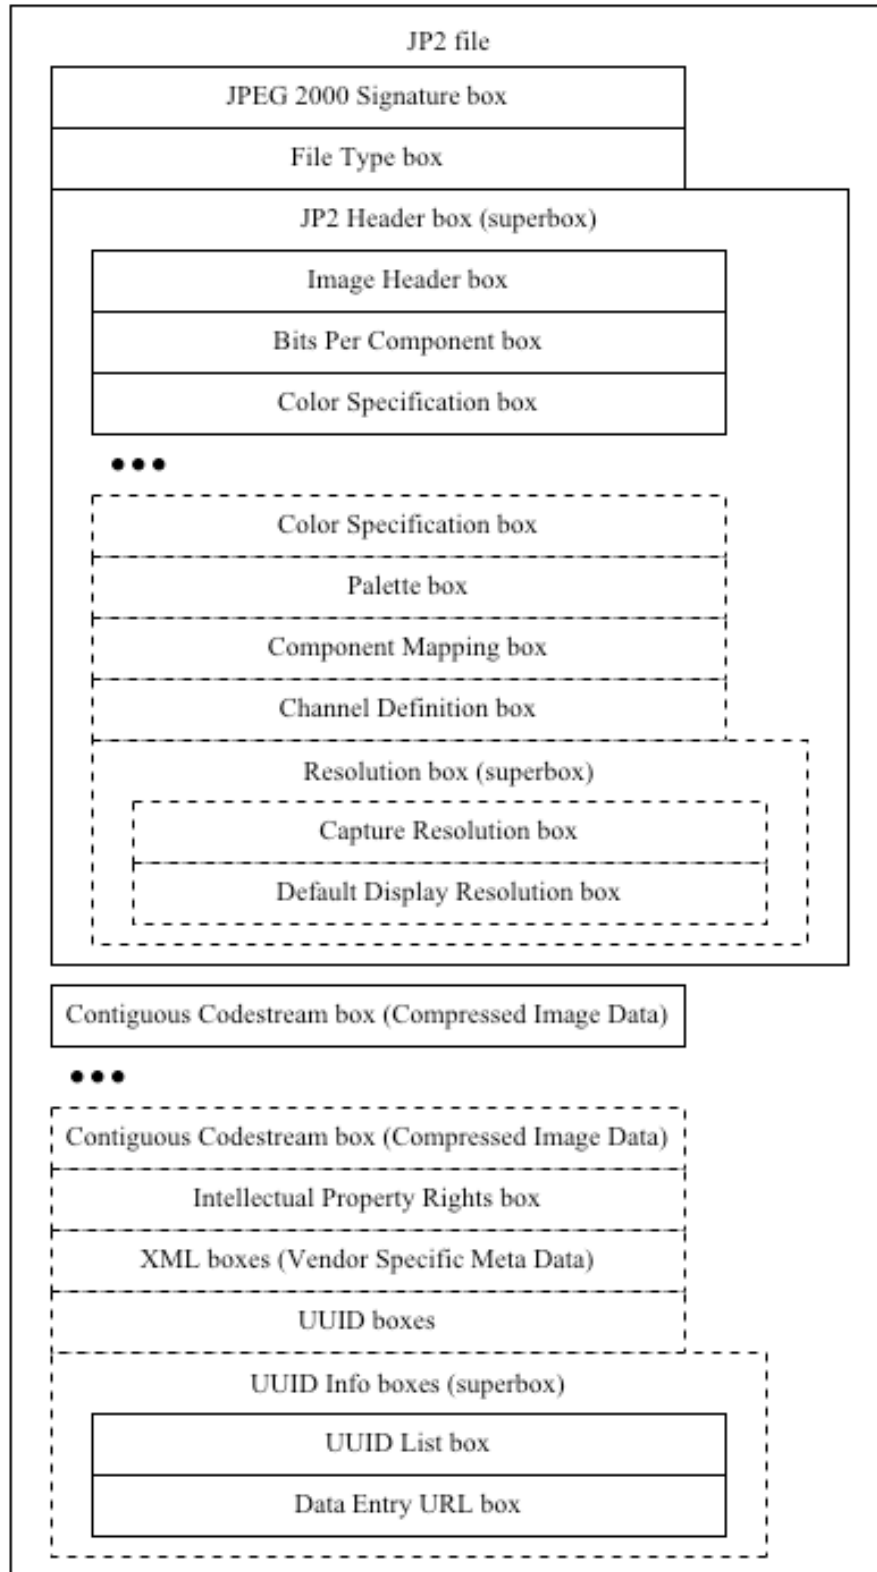 JP2 file
JPEG 2000 Signature box
File Type box
JP2 Header box (superbox)
Image Header box
Bits Per Component box
Color Specification box
•••
Color Specification box
Palette box
Component Mapping box
Channel Definition box
Resolution box (superbox)
Capture Resolution box
Default Display Resolution box
Contiguous Codestream box (Compressed Image Data)
•••
Contiguous Codestream box (Compressed Image Data)
Intellectual Property Rights box
XML boxes (Vendor Specific Meta Data)
UUID boxes
UUID Info boxes (superbox)
UUID List box
Data Entry URL box